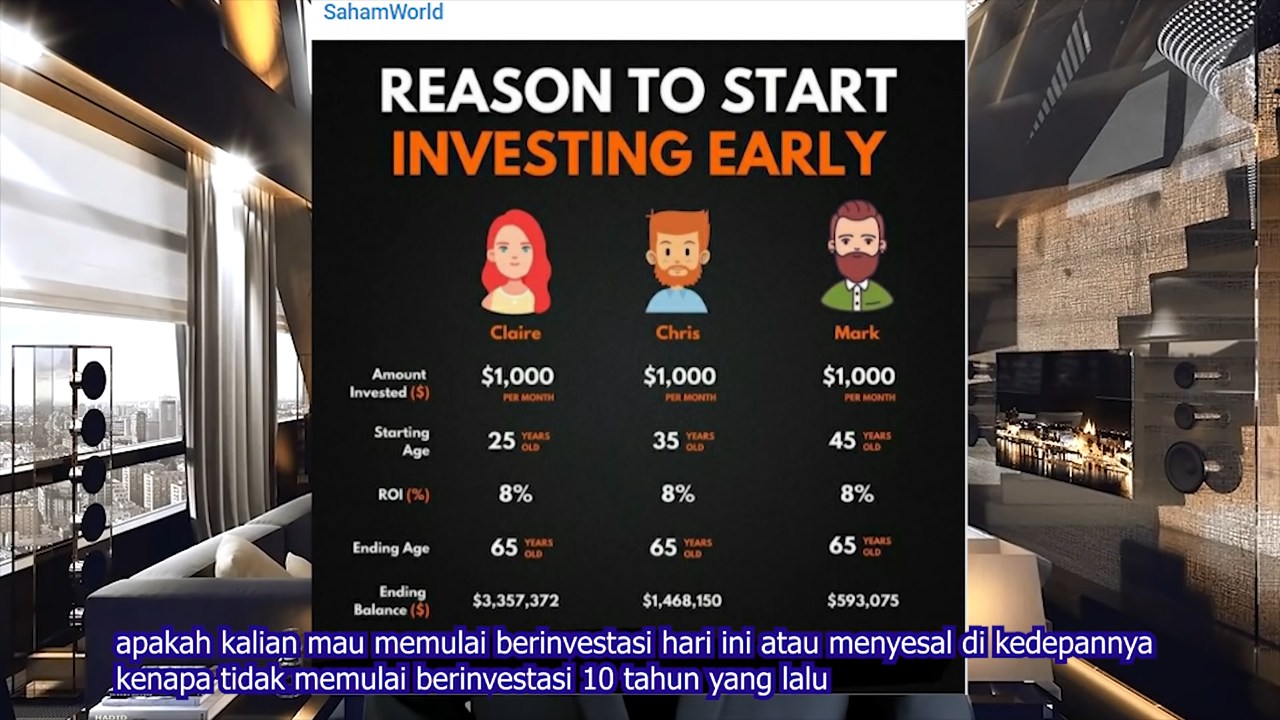 SahamWorld
REASON TO START
INVESTING EARLY
Claire Chris Mark
Amount Invested ($) $1,000 PER MONTH $1,000 PER MONTH $1,000 PER MONTH
Starting Age 25 YEARS OLD 35 YEARS OLD 45 YEARS OLD
ROI (%) 8% 8% 8%
Ending Age 65 YEARS OLD 65 YEARS OLD 65 YEARS OLD
Ending Balance ($) $3,357,372 $1,468,150 $593,075
apakah kalian mau memulai berinvestasi hari ini atau menyesal di kedepannya
kenapa tidak memulai berinvestasi 10 tahun yang lalu